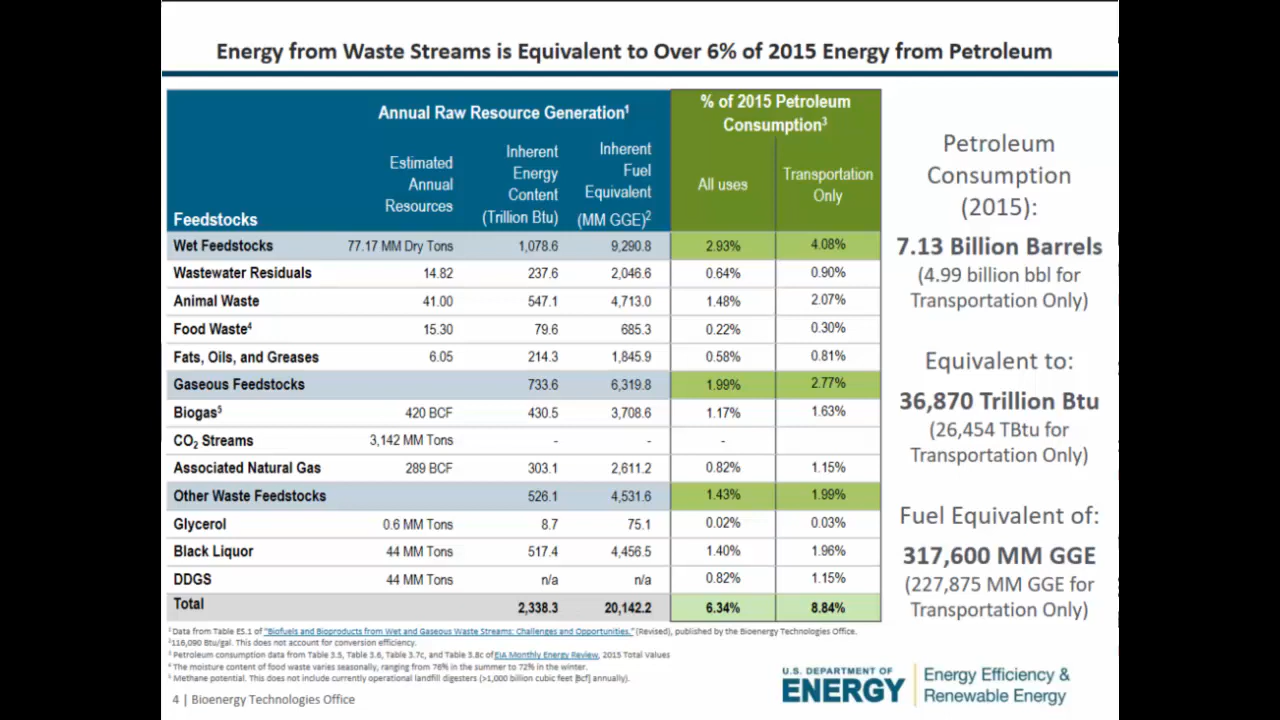 Energy from Waste Streams is Equivalent to Over 6% of 2015 Energy from Petroleum
Annual Raw Resource Generation1
% of 2015 Petroleum
Consumption3
Feedstocks
Estimated
Annual
Resources
Inherent
Energy
Content
(Trillion Btu)
Inherent
Fuel
Equivalent
(MM GGE)2
All uses
Transportation
Only
Wet Feedstocks 77.17 MM Dry Tons 1,078.6 9,290.8 2.93% 4.08%
Wastewater Residuals 14.82 237.6 2,046.6 0.64% 0.90%
Animal Waste 41.00 547.1 4,713.0 1.48% 2.07%
Food Waste4 15.30 79.6 685.3 0.22% 0.30%
Fats, Oils, and Greases 6.05 214.3 1,845.9 0.58% 0.81%
Gaseous Feedstocks 733.6 6,319.8 1.99% 2.77%
Biogas5 420 BCF 430.5 3,708.6 1.17% 1.63%
CO2 Streams 3,142 MM Tons - - -
Associated Natural Gas 289 BCF 303.1 2,611.2 0.82% 1.15%
Other Waste Feedstocks 526.1 4,531.6 1.43% 1.99%
Glycerol 0.6 MM Tons 8.7 75.1 0.02% 0.03%
Black Liquor 44 MM Tons 517.4 4,456.5 1.40% 1.96%
DDGS 44 MM Tons n/a n/a 0.82% 1.15%
Total 2,338.3 20,142.2 6.34% 8.84%
Petroleum
Consumption
(2015):
7.13 Billion Barrels
(4.99 billion bbl for
Transportation Only)
Equivalent to:
36,870 Trillion Btu
(26,454 TBtu for
Transportation Only)
Fuel Equivalent of:
317,600 MM GGE
(227,875 MM GGE for
Transportation Only)
1 Data from Table ES.1 of "Biofuels and Bioproducts from Wet and Gaseous Waste Streams: Challenges and Opportunities," (Revised), published by the Bioenergy Technologies Office.
2 116,090 Btu/gal. This does not account for conversion efficiency.
3 Petroleum consumption data from Table 3.5, Table 3.6, Table 3.7c, and Table 3.8c of EIA Monthly Energy Review, 2015 Total Values
4 The moisture content of food waste varies seasonally, ranging from 76% in the summer to 72% in the winter.
5 Methane potential. This does not include currently operational landfill digesters (>1,000 billion cubic feet [Bcf] annually).
4 | Bioenergy Technologies Office
U.S. DEPARTMENT OF
ENERGY
Energy Efficiency &
Renewable Energy